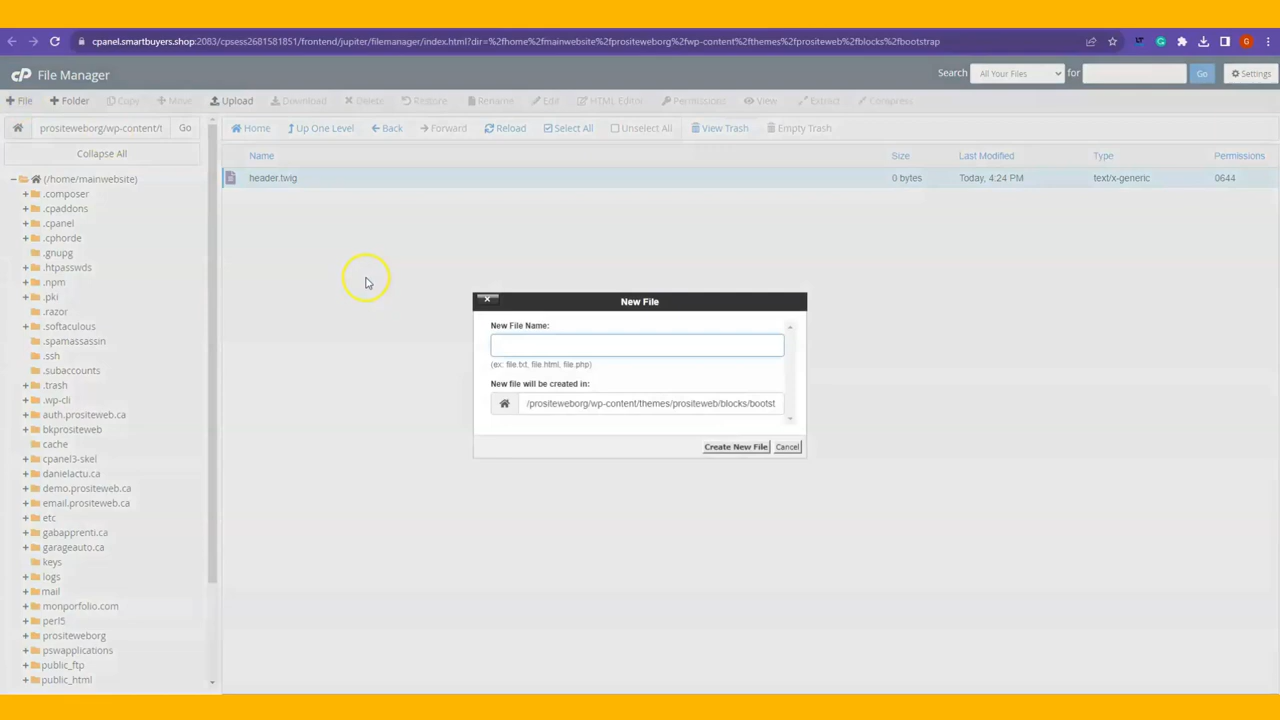 cpanel.smartbuyers.shop:2083/cpsess2681581851/frontend/jupiter/filemanager/index.html?dir=%2fhome%2fmainwebsite%2fprositeweborg%2fwp-content%2fthemes%2fprositeweb%2fblocks%2fbootstrap
G
cP File Manager
Search All Your Files for Go Settings
File Folder Copy Move Upload Download Delete Restore Rename Edit HTML Editor Permissions View Extract Compress
prositeweborg/wp-content/t Go
Home Up One Level Back Forward Reload Select All Unselect All View Trash Empty Trash
Collapse All
Name Size Last Modified Type Permissions
header.twig 0 bytes Today, 4:24 PM text/x-generic 0644
(/home/mainwebsite)
.composer
.cpaddons
.cpanel
.cphorde
.gnupg
.htpasswds
.npm
.pki
.razor
.softaculous
.spamassassin
.ssh
.subaccounts
.trash
.wp-cli
auth.prositeweb.ca
bkprositeweb
cache
cpanel3-skel
danielactu.ca
demo.prositeweb.ca
email.prositeweb.ca
etc
gabapprenti.ca
garageauto.ca
keys
logs
mail
monporfolio.com
perl5
prositeweborg
pswapplications
public_ftp
public_html
New File
New File Name:
(ex: file.txt, file.html, file.php)
New file will be created in:
/prositeweborg/wp-content/themes/prositeweb/blocks/bootst
Create New File Cancel